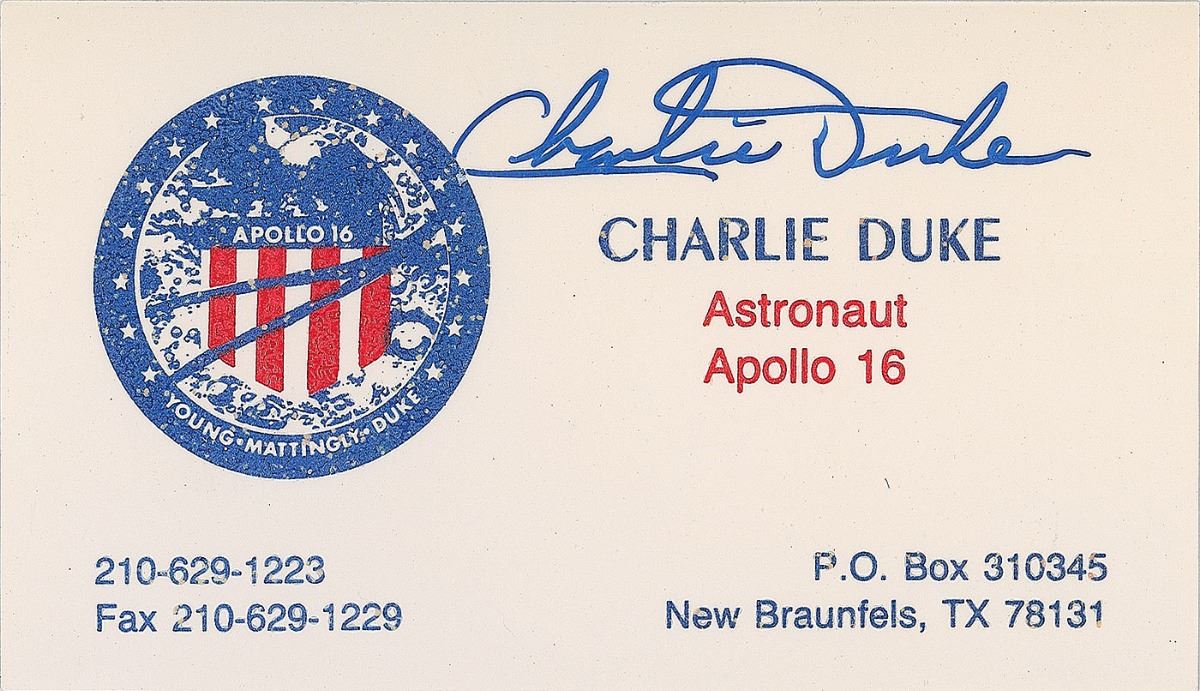 APOLLO 16
YOUNG•MATTINGLY•DUKE
Charlie Duke
CHARLIE DUKE
Astronaut
Apollo 16
210-629-1223
Fax 210-629-1229
P.O. Box 310345
New Braunfels, TX 78131